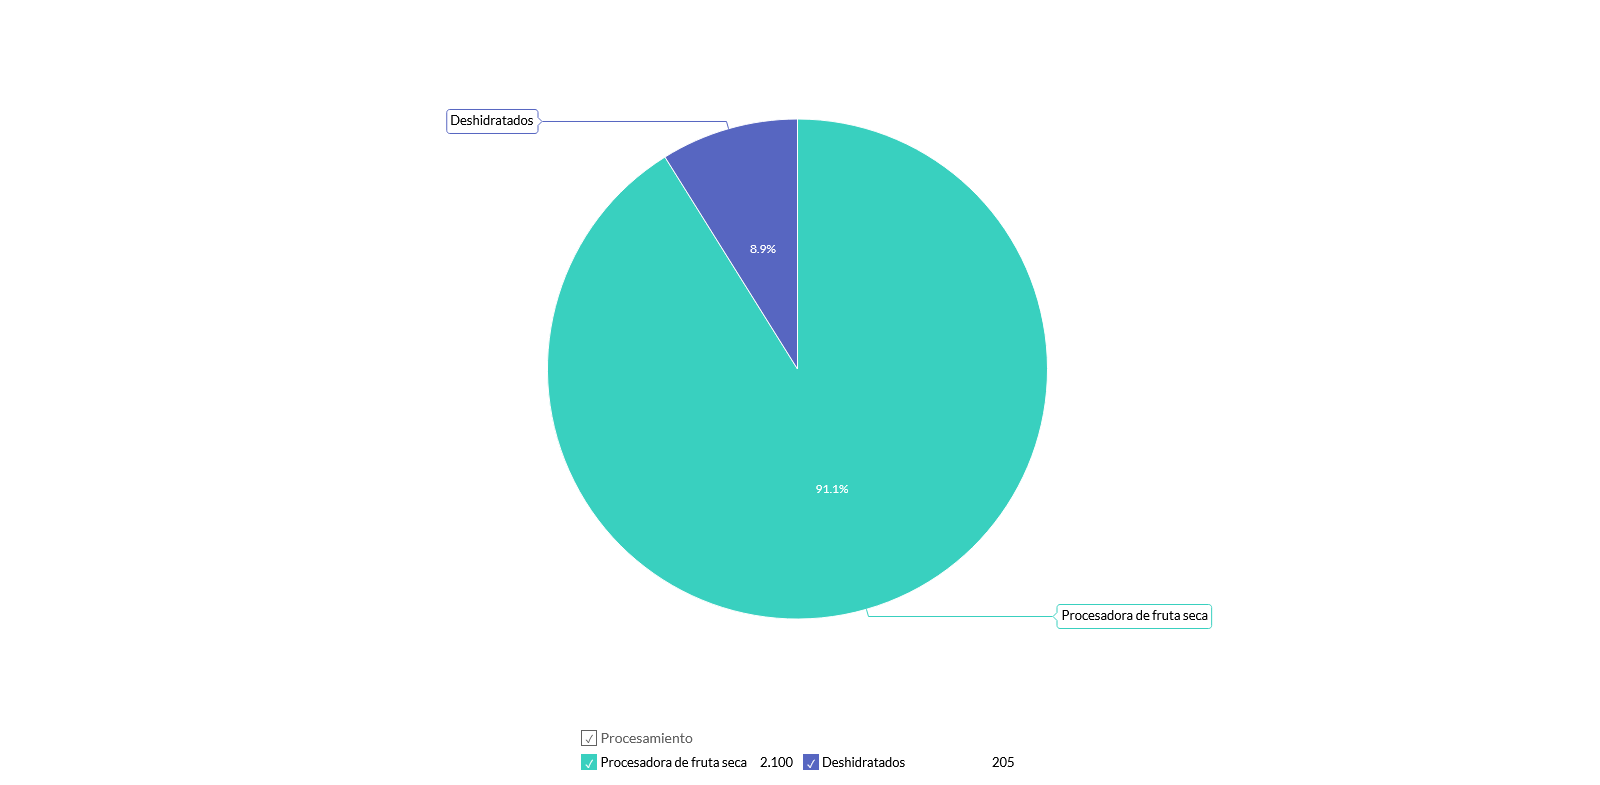 Deshidratados
8.9%
91.1%
Procesadora de fruta seca
Procesamiento
Procesadora de fruta seca 2.100 Deshidratados 205